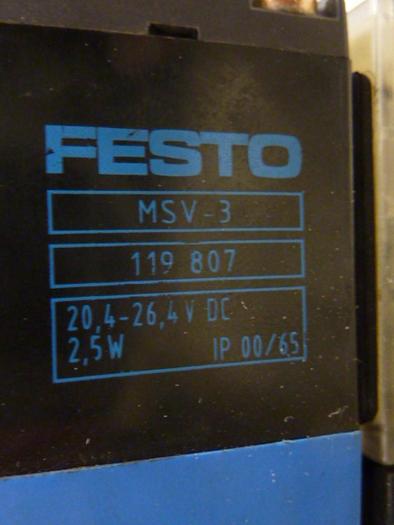 FESTO
MSV-3
119 807
20,4-26,4 V DC
2,5W IP 00/65